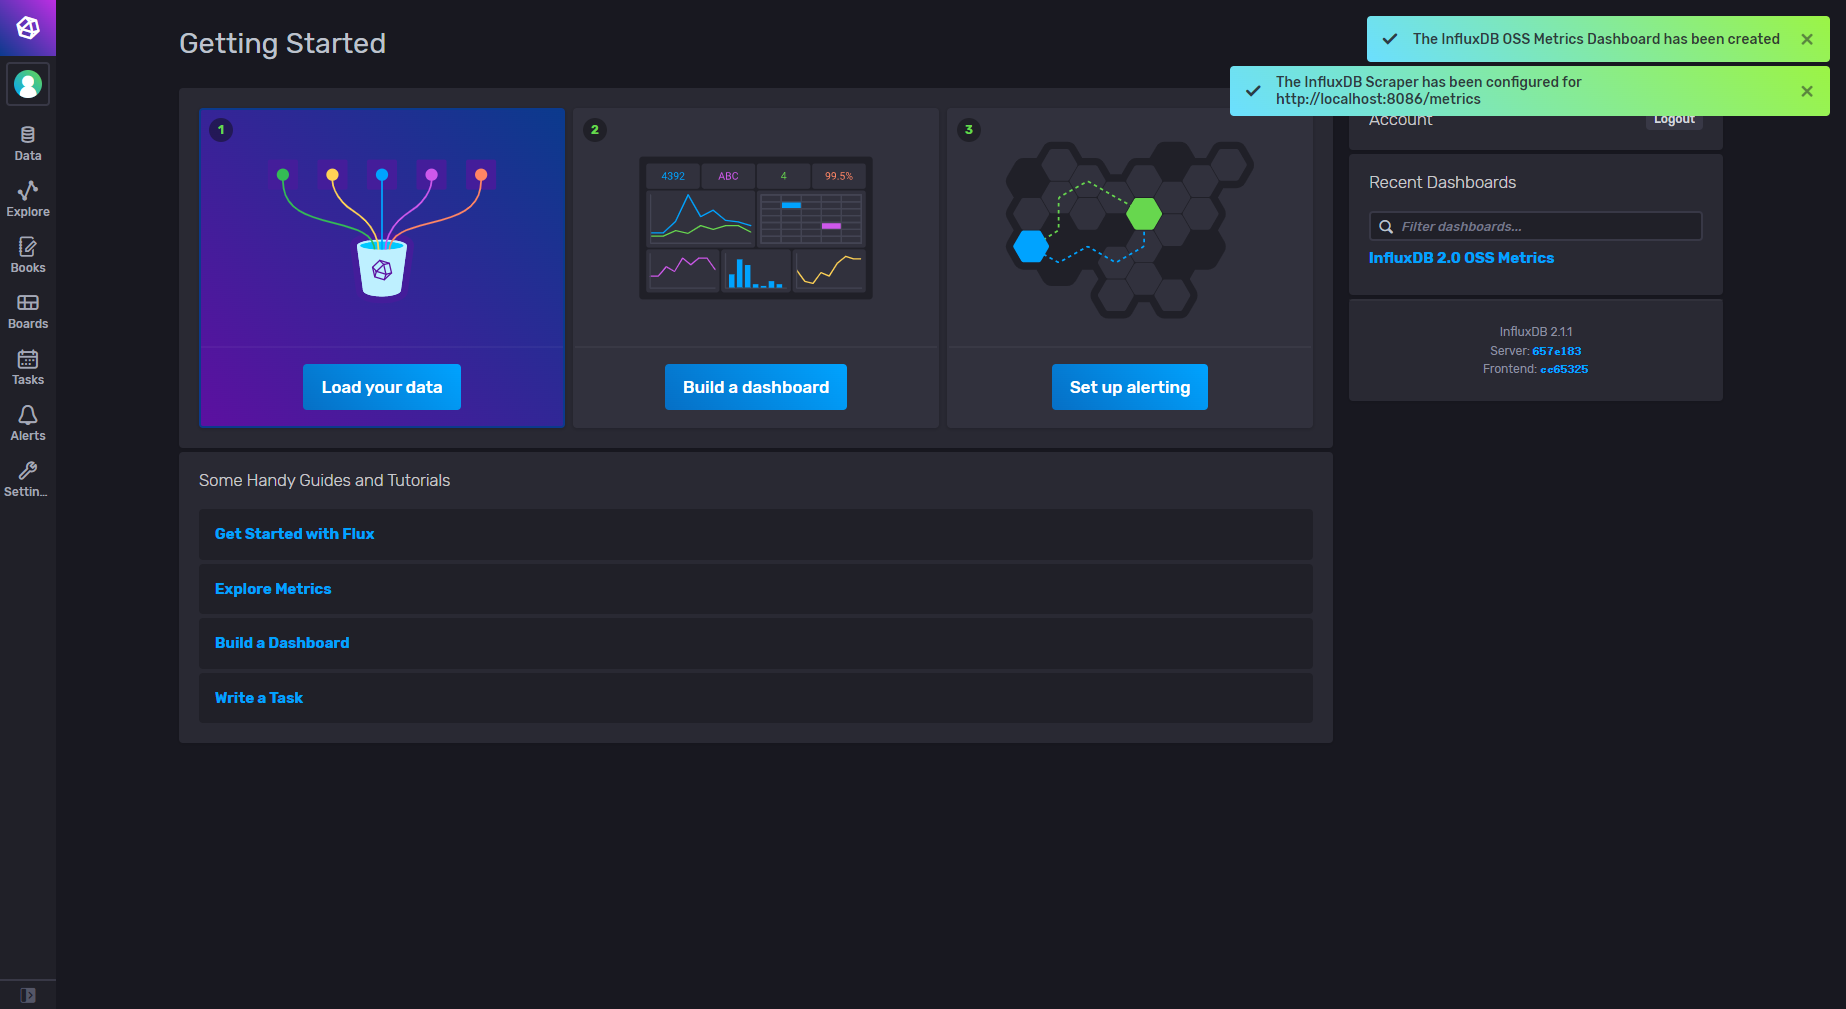 Getting Started
The InfluxDB OSS Metrics Dashboard has been created
The InfluxDB Scraper has been configured for
http://localhost:8086/metrics
Data
Explore
Books
Boards
Tasks
Alerts
Settin...
1
Load your data
2
4392
ABC
4
99.5%
Build a dashboard
3
Set up alerting
Account
Logout
Recent Dashboards
Filter dashboards...
InfluxDB 2.0 OSS Metrics
InfluxDB 2.1.1
Server: 657e183
Frontend: cc65325
Some Handy Guides and Tutorials
Get Started with Flux
Explore Metrics
Build a Dashboard
Write a Task